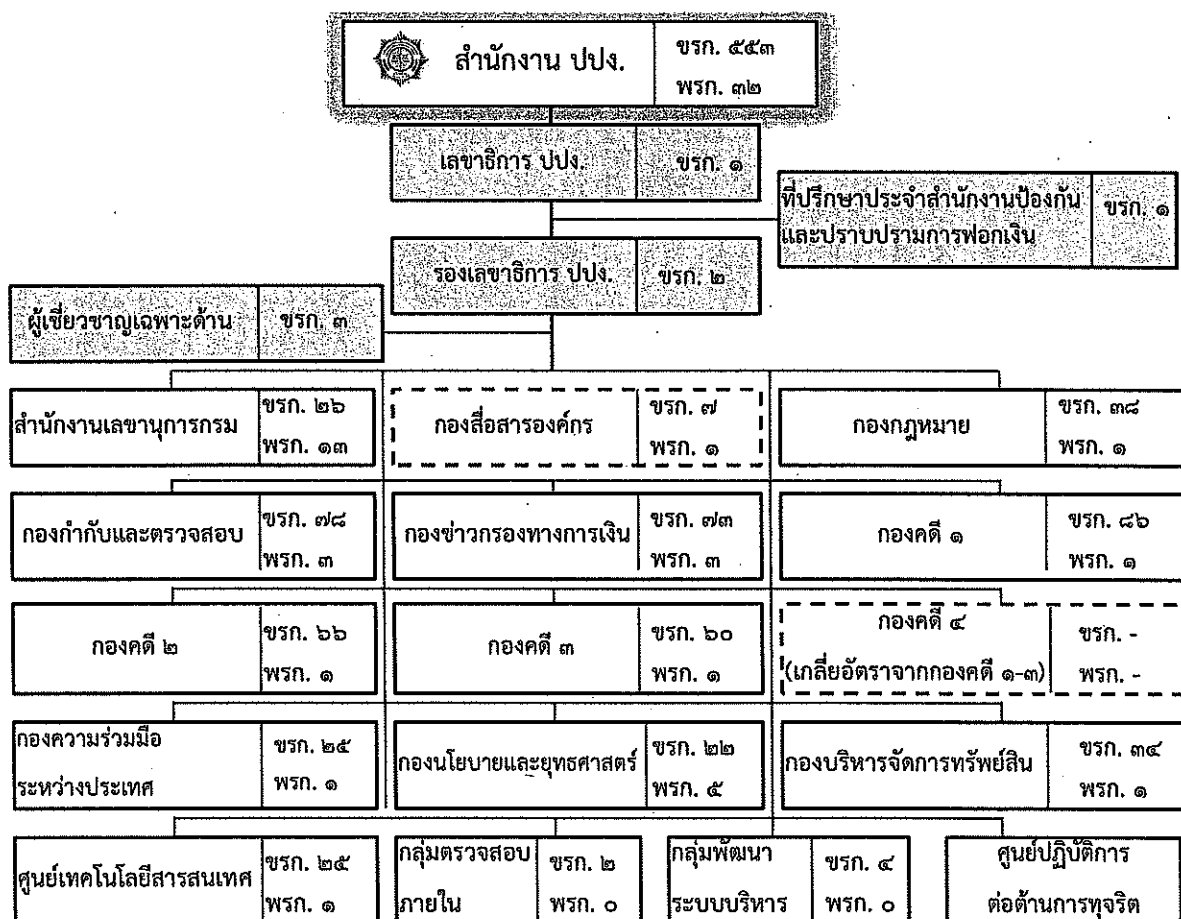 สำนักงาน ปปง.
ขรก. ๕๕๓
พรก. ๓๒
เลขาธิการ ปปง.
ขรก. ๑
ที่ปรึกษาประจำสำนักงานป้องกัน
และปราบปรามการฟอกเงิน
ขรก. ๑
รองเลขาธิการ ปปง.
ขรก. ๒
ผู้เชี่ยวชาญเฉพาะด้าน
ขรก. ๓
สำนักงานเลขานุการกรม
ขรก. ๒๖
พรก. ๑๓
กองสื่อสารองค์กร
ขรก. ๗
พรก. ๑
กองกฎหมาย
ขรก. ๓๘
พรก. ๑
กองกำกับและตรวจสอบ
ขรก. ๗๘
พรก. ๓
กองข่าวกรองทางการเงิน
ขรก. ๗๓
พรก. ๓
กองคดี ๑
ขรก. ๘๖
พรก. ๑
กองคดี ๒
ขรก. ๖๖
พรก. ๑
กองคดี ๓
ขรก. ๖๐
พรก. ๑
กองคดี ๔
(เกลี่ยอัตราจากกองคดี ๑-๓)
ขรก. -
พรก. -
กองความร่วมมือ
ระหว่างประเทศ
ขรก. ๒๕
พรก. ๑
กองนโยบายและยุทธศาสตร์
ขรก. ๒๒
พรก. ๕
กองบริหารจัดการทรัพย์สิน
ขรก. ๓๔
พรก. ๑
ศูนย์เทคโนโลยีสารสนเทศ
ขรก. ๒๕
พรก. ๑
กลุ่มตรวจสอบ
ภายใน
ขรก. ๒
พรก. ๐
กลุ่มพัฒนา
ระบบบริหาร
ขรก. ๔
พรก. ๐
ศูนย์ปฏิบัติการ
ต่อต้านการทุจริต